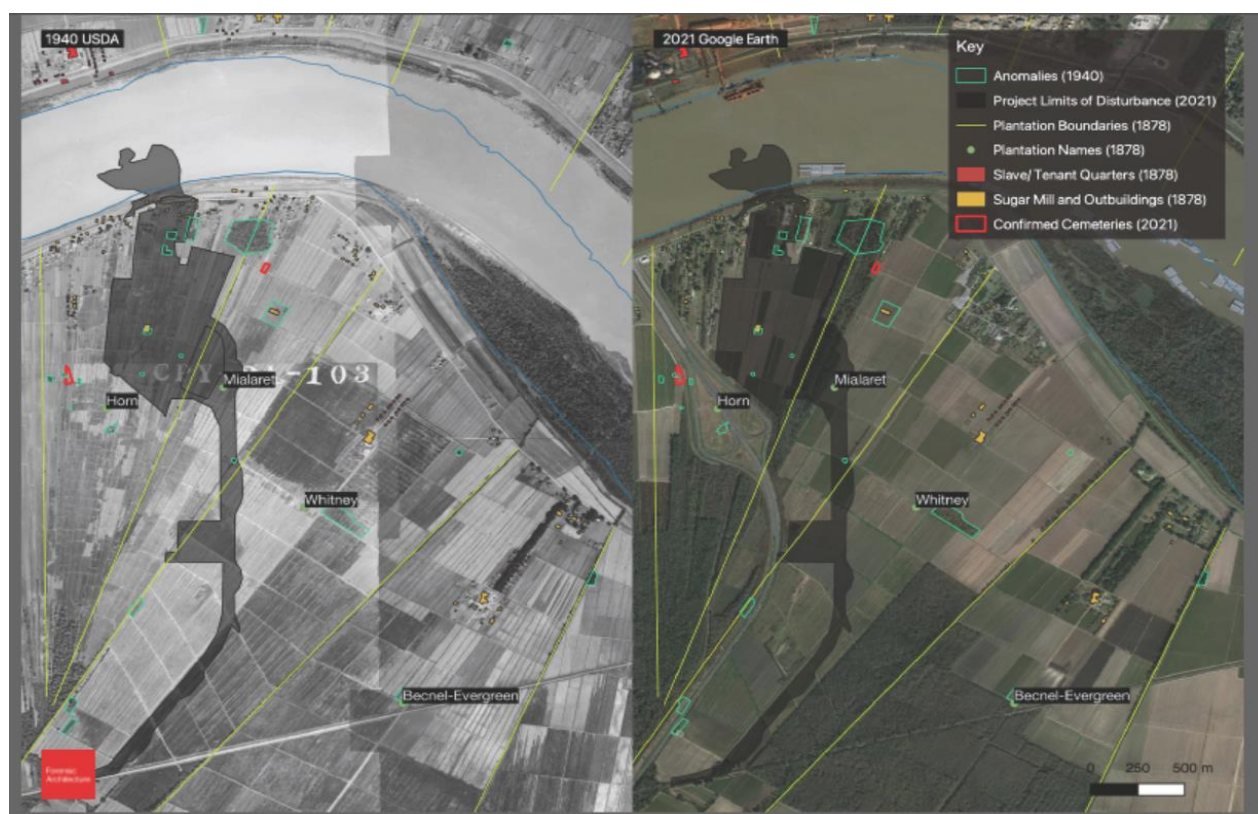 1940 USDA
2021 Google Earth
Key
Anomalies (1940)
Project Limits of Disturbance (2021)
Plantation Boundaries (1878)
Plantation Names (1878)
Slave/ Tenant Quarters (1878)
Sugar Mill and Outbuildings (1878)
Confirmed Cemeteries (2021)
-103
Mialaret
Horn
Mialaret
Horn
Whitney
Whitney
Becnel-Evergreen
Becnel-Evergreen
Forensic
Architecture
0 250 500 m